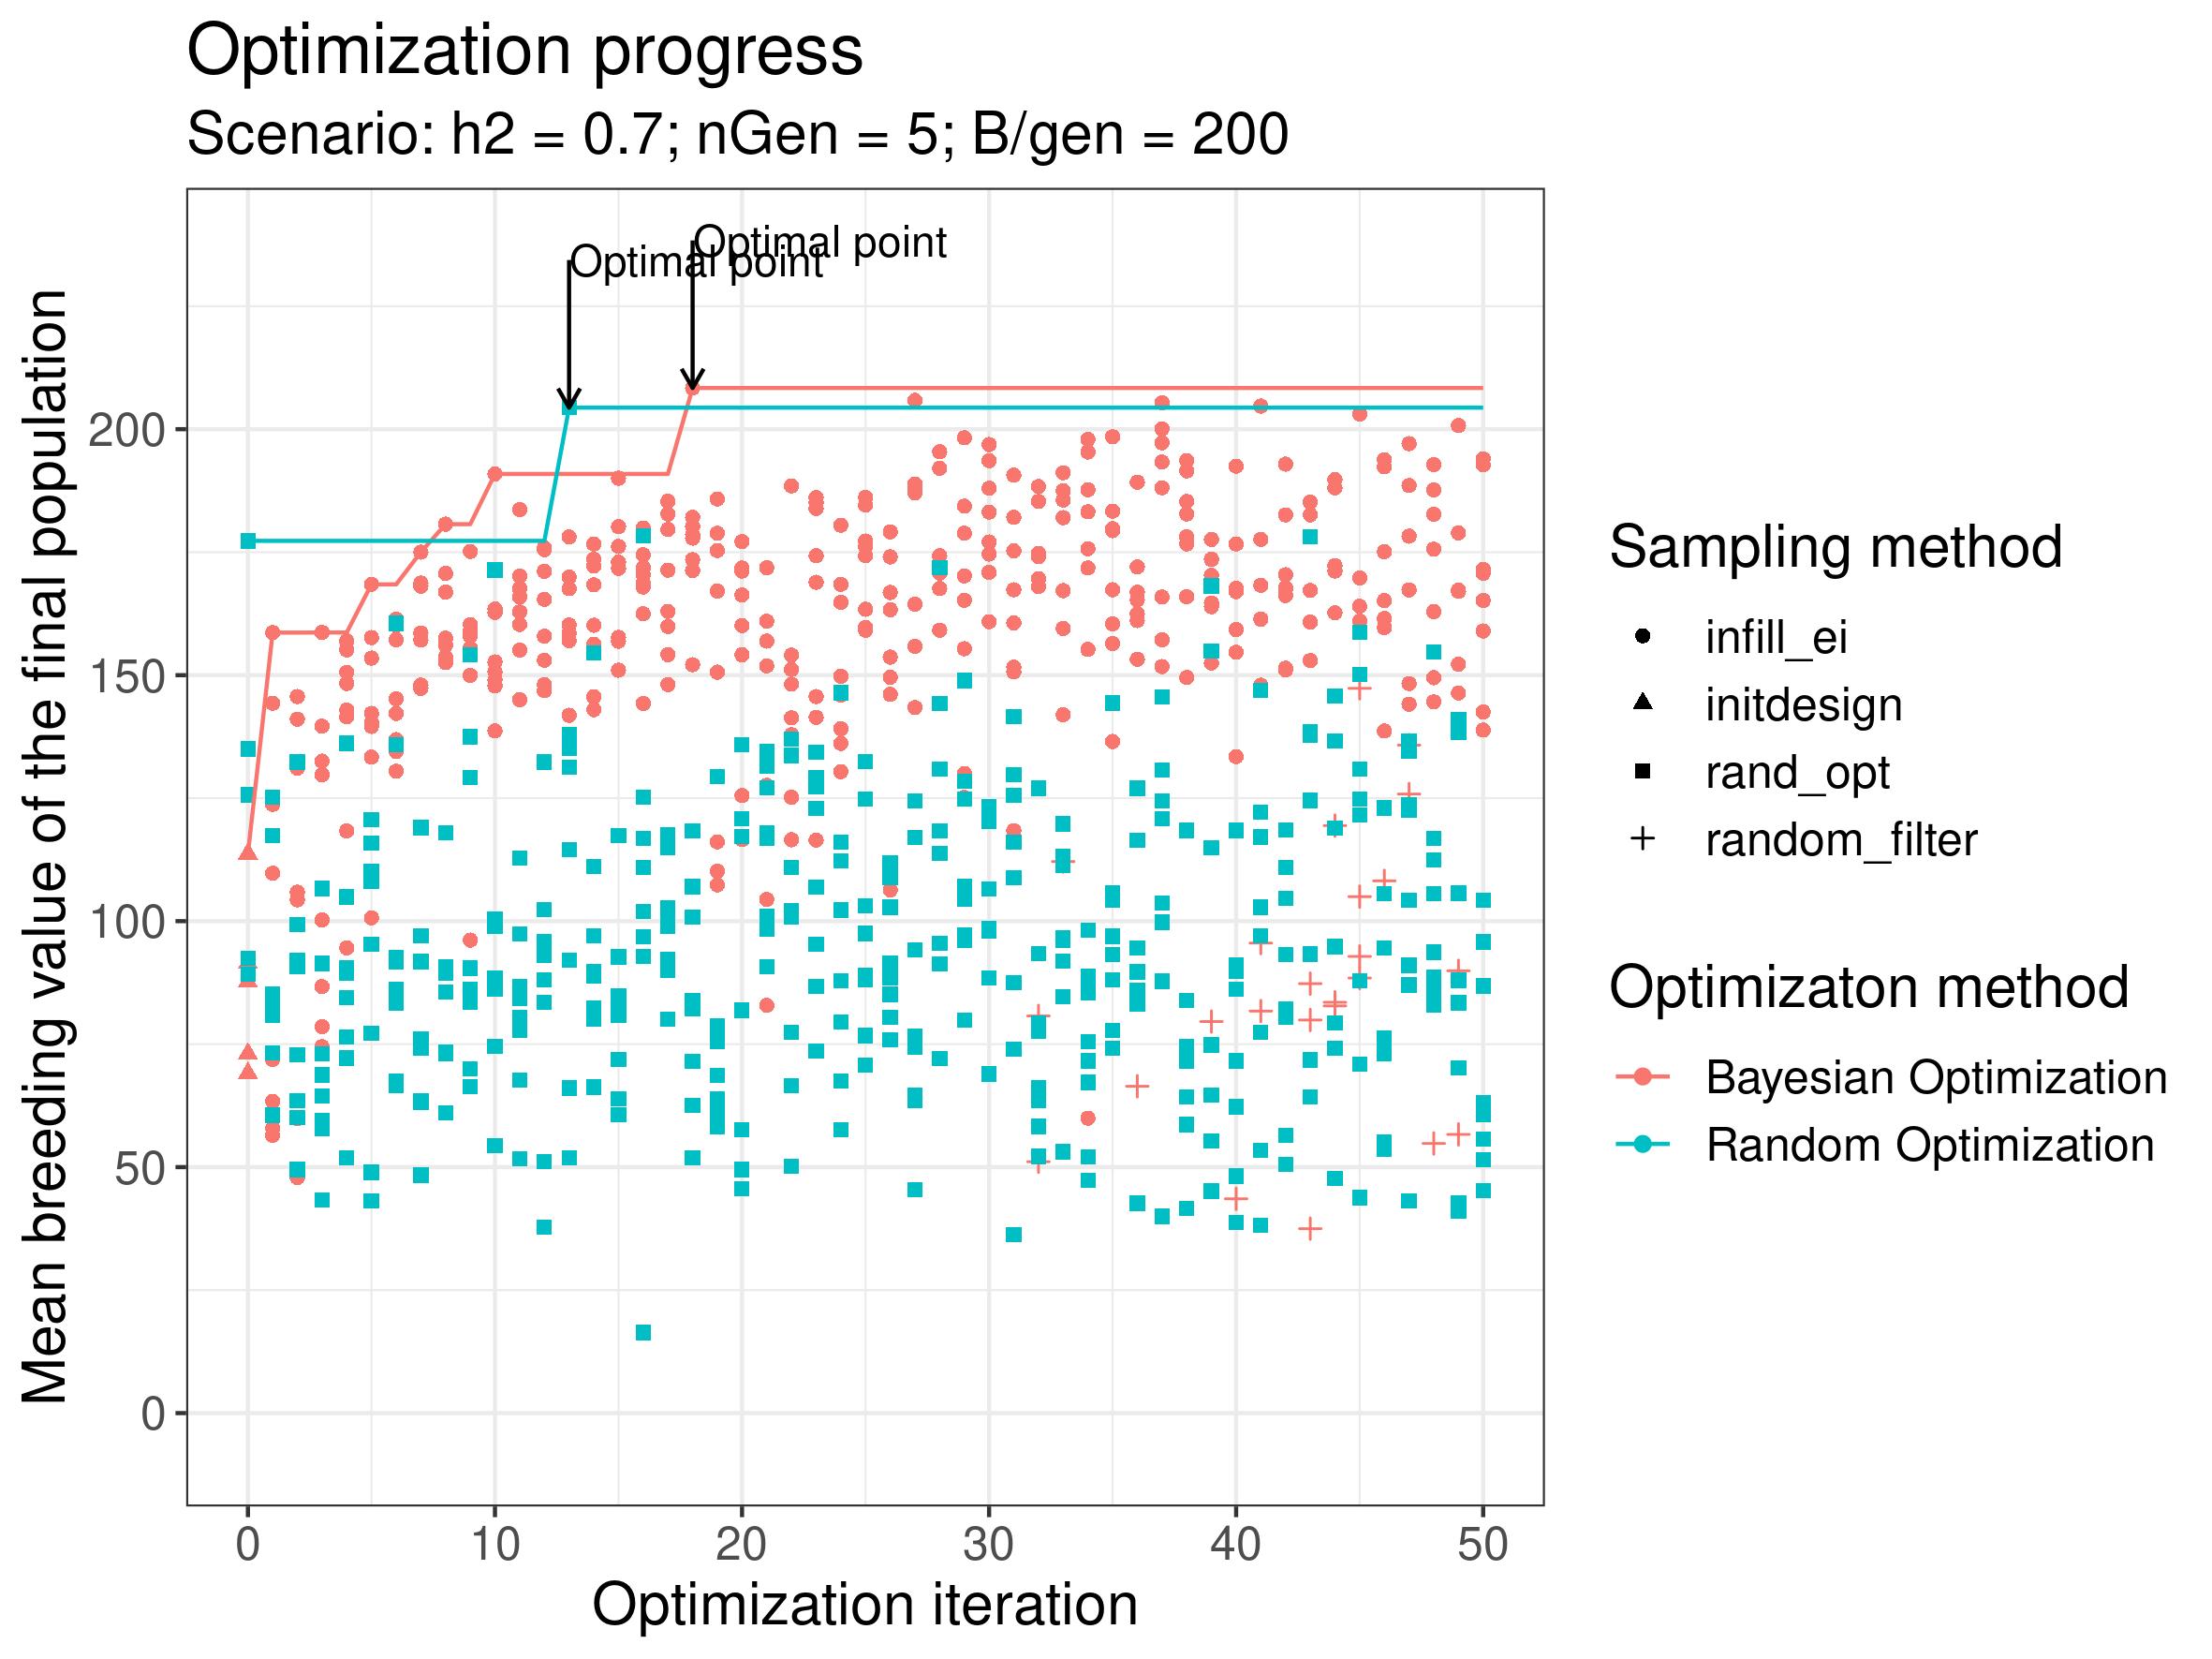 Optimization progress
Scenario: h2 = 0.7; nGen = 5; B/gen = 200
Mean breeding value of the final population
200
150
100
50
0
Optimal point
Optimal point
0 10 20 30 40 50
Optimization iteration
Sampling method
infill_ei
initdesign
rand_opt
random_filter
Optimizaton method
Bayesian Optimization
Random Optimization